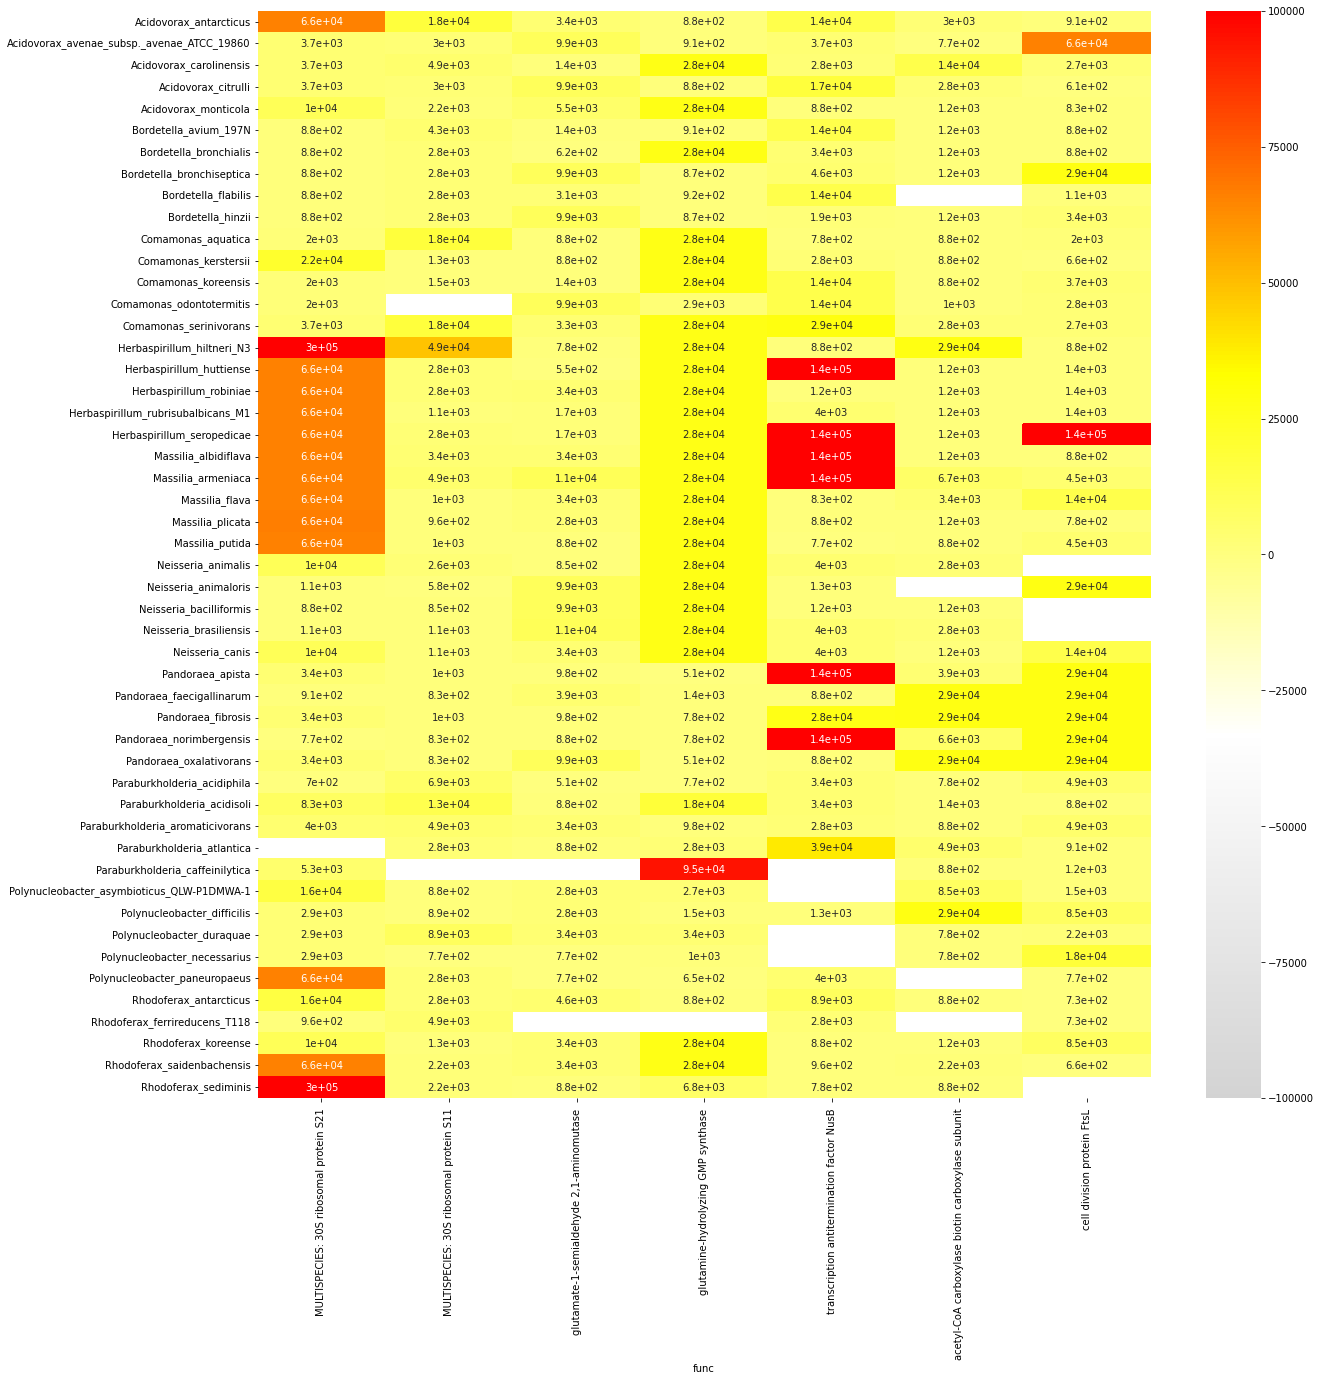 Acidovorax_antarcticus 6.6e+04 1.8e+04 3.4e+03 8.8e+02 1.4e+04 3e+03 9.1e+02
Acidovorax_avenae_subsp._avenae_ATCC_19860 3.7e+03 3e+03 9.9e+03 9.1e+02 3.7e+03 7.7e+02 6.6e+04
Acidovorax_carolinensis 3.7e+03 4.9e+03 1.4e+03 2.8e+04 2.8e+03 1.4e+04 2.7e+03
Acidovorax_citrulli 3.7e+03 3e+03 9.9e+03 8.8e+02 1.7e+04 2.8e+03 6.1e+02
Acidovorax_monticola 1e+04 2.2e+03 5.5e+03 2.8e+04 8.8e+02 1.2e+03 8.3e+02
Bordetella_avium_197N 8.8e+02 4.3e+03 1.4e+03 9.1e+02 1.4e+04 1.2e+03 8.8e+02
Bordetella_bronchialis 8.8e+02 2.8e+03 6.2e+02 2.8e+04 3.4e+03 1.2e+03 8.8e+02
Bordetella_bronchiseptica 8.8e+02 2.8e+03 9.9e+03 8.7e+02 4.6e+03 1.2e+03 2.9e+04
Bordetella_flabilis 8.8e+02 2.8e+03 3.1e+03 9.2e+02 1.4e+04 1.1e+03
Bordetella_hinzii 8.8e+02 2.8e+03 9.9e+03 8.7e+02 1.9e+03 1.2e+03 3.4e+03
Comamonas_aquatica 2e+03 1.8e+04 8.8e+02 2.8e+04 7.8e+02 8.8e+02 2e+03
Comamonas_kerstersii 2.2e+04 1.3e+03 8.8e+02 2.8e+04 2.8e+03 8.8e+02 6.6e+02
Comamonas_koreensis 2e+03 1.5e+03 1.4e+03 2.8e+04 1.4e+04 8.8e+02 3.7e+03
Comamonas_odontotermitis 2e+03 9.9e+03 2.9e+03 1.4e+04 1e+03 2.8e+03
Comamonas_serinivorans 3.7e+03 1.8e+04 3.3e+03 2.8e+04 2.9e+04 2.8e+03 2.7e+03
Herbaspirillum_hiltneri_N3 3e+05 4.9e+04 7.8e+02 2.8e+04 8.8e+02 2.9e+04 8.8e+02
Herbaspirillum_huttiense 6.6e+04 2.8e+03 5.5e+02 2.8e+04 1.4e+05 1.2e+03 1.4e+03
Herbaspirillum_robiniae 6.6e+04 2.8e+03 3.4e+03 2.8e+04 1.2e+03 1.2e+03 1.4e+03
Herbaspirillum_rubrisubalbicans_M1 6.6e+04 1.1e+03 1.7e+03 2.8e+04 4e+03 1.2e+03 1.4e+03
Herbaspirillum_seropedicae 6.6e+04 2.8e+03 1.7e+03 2.8e+04 1.4e+05 1.2e+03 1.4e+05
Massilia_albidiflava 6.6e+04 3.4e+03 3.4e+03 2.8e+04 1.4e+05 1.2e+03 8.8e+02
Massilia_armeniaca 6.6e+04 4.9e+03 1.1e+04 2.8e+04 1.4e+05 6.7e+03 4.5e+03
Massilia_flava 6.6e+04 1e+03 3.4e+03 2.8e+04 8.3e+02 3.4e+03 1.4e+04
Massilia_plicata 6.6e+04 9.6e+02 2.8e+03 2.8e+04 8.8e+02 1.2e+03 7.8e+02
Massilia_putida 6.6e+04 1e+03 8.8e+02 2.8e+04 7.7e+02 8.8e+02 4.5e+03
Neisseria_animalis 1e+04 2.6e+03 8.5e+02 2.8e+04 4e+03 2.8e+03
Neisseria_animaloris 1.1e+03 5.8e+02 9.9e+03 2.8e+04 1.3e+03 2.9e+04
Neisseria_bacilliformis 8.8e+02 8.5e+02 9.9e+03 2.8e+04 1.2e+03 1.2e+03
Neisseria_brasiliensis 1.1e+03 1.1e+03 1.1e+04 2.8e+04 4e+03 2.8e+03
Neisseria_canis 1e+04 1.1e+03 3.4e+03 2.8e+04 4e+03 1.2e+03 1.4e+04
Pandoraea_apista 3.4e+03 1e+03 9.8e+02 5.1e+02 1.4e+05 3.9e+03 2.9e+04
Pandoraea_faecigallinarum 9.1e+02 8.3e+02 3.9e+03 1.4e+03 8.8e+02 2.9e+04 2.9e+04
Pandoraea_fibrosis 3.4e+03 1e+03 9.8e+02 7.8e+02 2.8e+04 2.9e+04 2.9e+04
Pandoraea_norimbergensis 7.7e+02 8.3e+02 8.8e+02 7.8e+02 1.4e+05 6.6e+03 2.9e+04
Pandoraea_oxalativorans 3.4e+03 8.3e+02 9.9e+03 5.1e+02 8.8e+02 2.9e+04 2.9e+04
Paraburkholderia_acidiphila 7e+02 6.9e+03 5.1e+02 7.7e+02 3.4e+03 7.8e+02 4.9e+03
Paraburkholderia_acidisoli 8.3e+03 1.3e+04 8.8e+02 1.8e+04 3.4e+03 1.4e+03 8.8e+02
Paraburkholderia_aromaticivorans 4e+03 4.9e+03 3.4e+03 9.8e+02 2.8e+03 8.8e+02 4.9e+03
Paraburkholderia_atlantica 2.8e+03 8.8e+02 2.8e+03 3.9e+04 4.9e+03 9.1e+02
Paraburkholderia_caffeinilytica 5.3e+03 9.5e+04 8.8e+02 1.2e+03
Polynucleobacter_asymbioticus_QLW-P1DMWA-1 1.6e+04 8.8e+02 2.8e+03 2.7e+03 8.5e+03 1.5e+03
Polynucleobacter_difficilis 2.9e+03 8.9e+02 2.8e+03 1.5e+03 1.3e+03 2.9e+04 8.5e+03
Polynucleobacter_duraquae 2.9e+03 8.9e+03 3.4e+03 3.4e+03 7.8e+02 2.2e+03
Polynucleobacter_necessarius 2.9e+03 7.7e+02 7.7e+02 1e+03 7.8e+02 1.8e+04
Polynucleobacter_paneuropaeus 6.6e+04 2.8e+03 7.7e+02 6.5e+02 4e+03 7.7e+02
Rhodoferax_antarcticus 1.6e+04 2.8e+03 4.6e+03 8.8e+02 8.9e+03 8.8e+02 7.3e+02
Rhodoferax_ferrireducens_T118 9.6e+02 4.9e+03 2.8e+03 7.3e+02
Rhodoferax_koreense 1e+04 1.3e+03 3.4e+03 2.8e+04 8.8e+02 1.2e+03 8.5e+03
Rhodoferax_saidenbachensis 6.6e+04 2.2e+03 3.4e+03 2.8e+04 9.6e+02 2.2e+03 6.6e+02
Rhodoferax_sediminis 3e+05 2.2e+03 8.8e+02 6.8e+03 7.8e+02 8.8e+02
MULTISPECIES: 30S ribosomal protein S21
MULTISPECIES: 30S ribosomal protein S11
glutamate-1-semialdehyde 2,1-aminomutase
glutamine-hydrolyzing GMP synthase
transcription antitermination factor NusB
acetyl-CoA carboxylase biotin carboxylase subunit
cell division protein FtsL
func
100000
75000
50000
25000
0
−25000
−50000
−75000
−100000